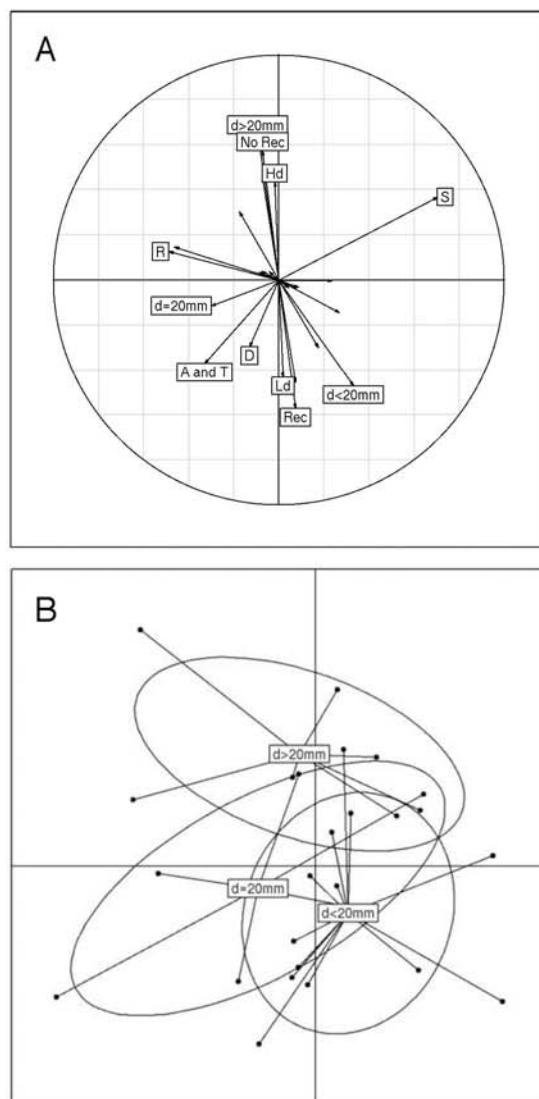 A
d>20mm
No Rec
Hd
S
R
d=20mm
D
A and T
Ld
d<20mm
Rec
B
d>20mm
d=20mm
d<20mm